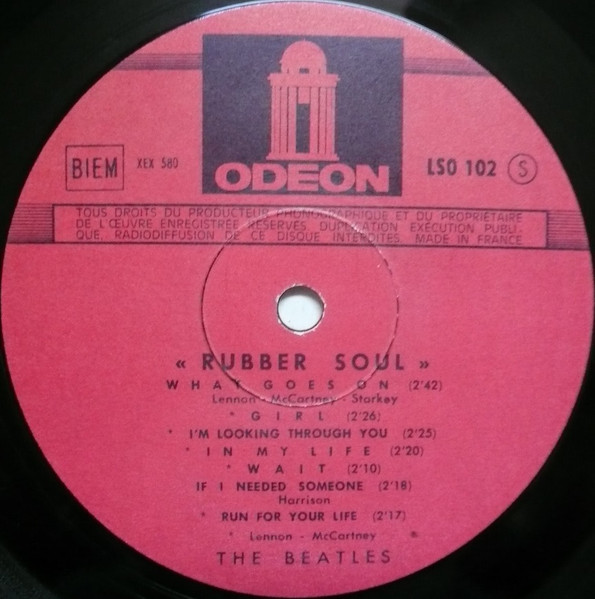 ODEON
BIEM
XEX 580
LSO 102 S
TOUS DROITS DU PRODUCTEUR PHONOGRAPHIQUE ET DU PROPRIÉTAIRE
DE L'ŒUVRE ENREGISTRÉE RÉSERVÉS. DUPLICATION EXÉCUTION PUBLI-
QUE, RADIODIFFUSION DE CE DISQUE INTERDITES. MADE IN FRANCE
« RUBBER SOUL »
WHAT GOES ON (2'42)
Lennon - McCartney - Starkey
* GIRL (2'26)
* I'M LOOKING THROUGH YOU (2'25)
* IN MY LIFE (2'20)
* WAIT (2'10)
IF I NEEDED SOMEONE (2'18)
Harrison
* RUN FOR YOUR LIFE (2'17)
* Lennon - McCartney
THE BEATLES